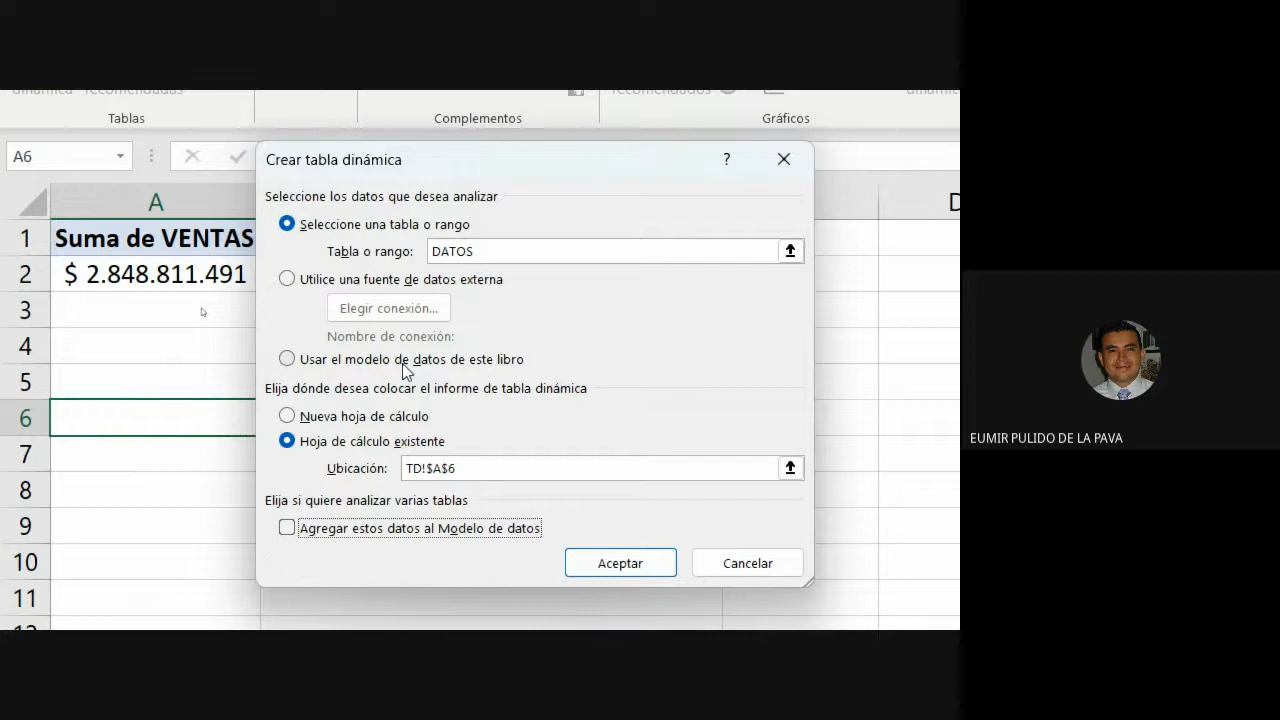 dinámica recomendadas recomendados dinámic
Tablas Complementos Gráficos
A6
Crear tabla dinámica ?
Seleccione los datos que desea analizar
A D
Seleccione una tabla o rango
1 Suma de VENTAS
Tabla o rango: DATOS
2 $ 2.848.811.491
Utilice una fuente de datos externa
3 Elegir conexión...
Nombre de conexión:
4
Usar el modelo de datos de este libro
5
Elija dónde desea colocar el informe de tabla dinámica
6 Nueva hoja de cálculo
Hoja de cálculo existente
EUMIR PULIDO DE LA PAVA
7
Ubicación: TD!$A$6
8
Elija si quiere analizar varias tablas
9 Agregar estos datos al Modelo de datos
10 Aceptar Cancelar
11
12